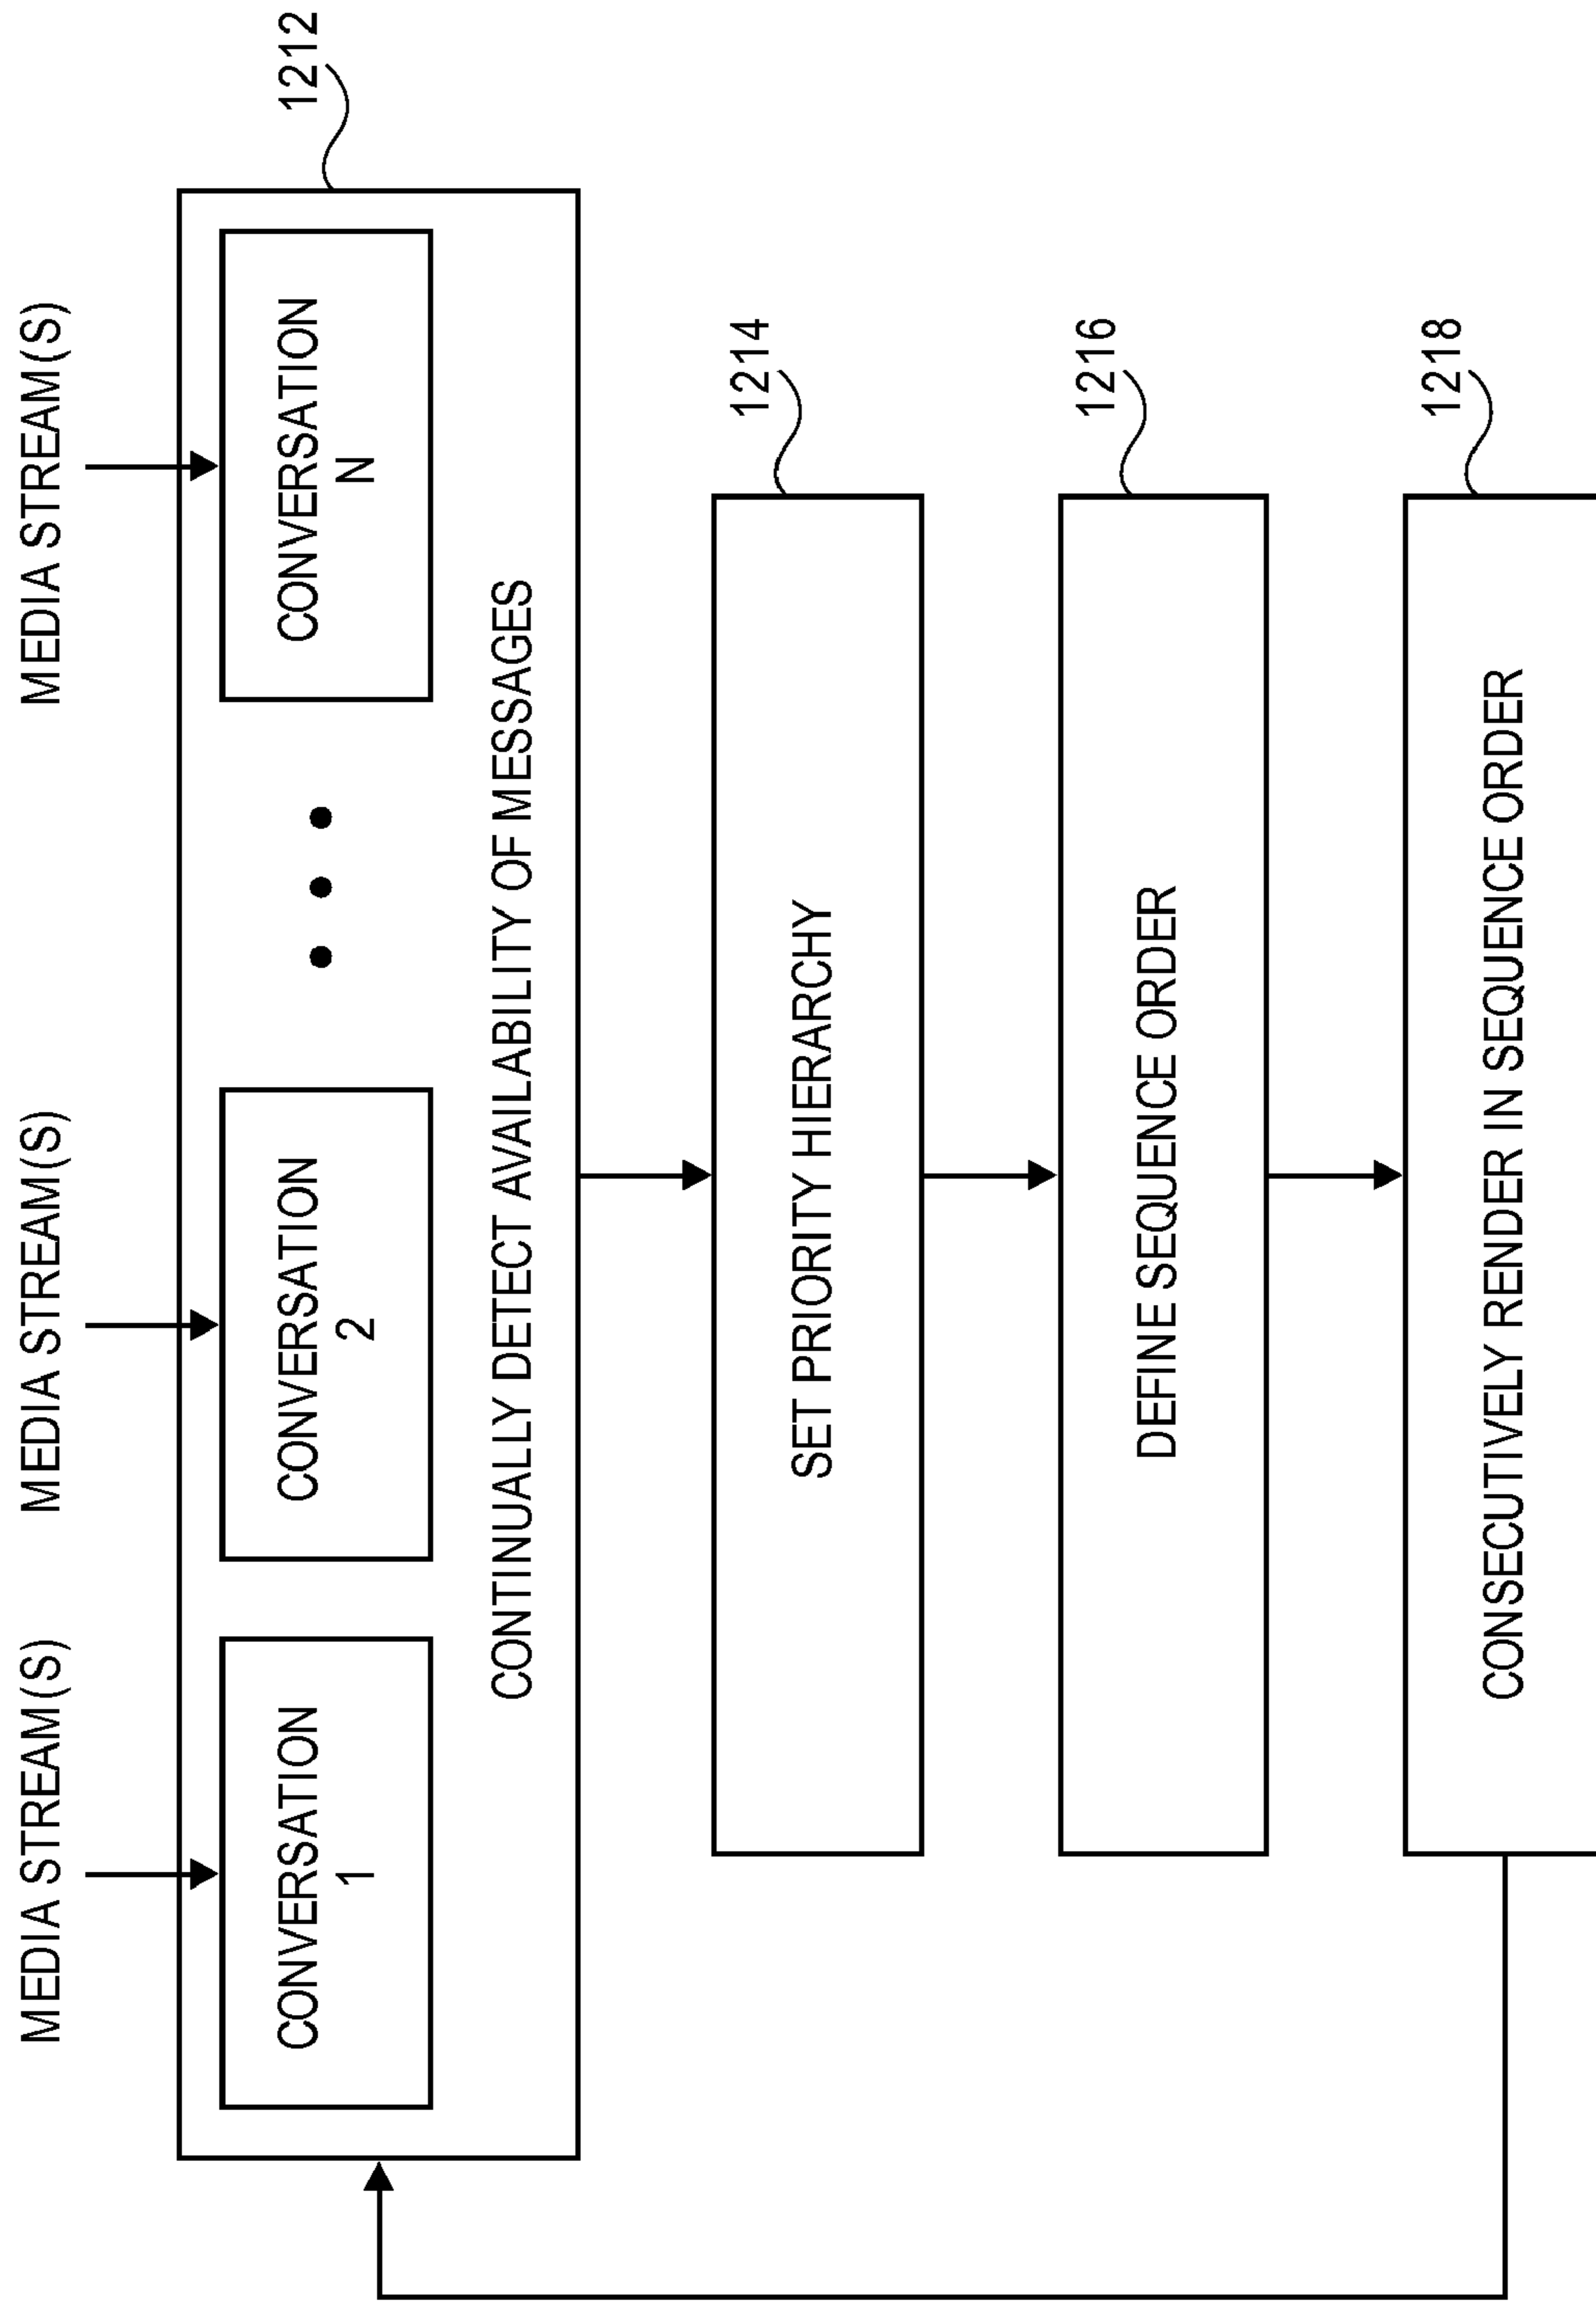 MEDIA STREAM(S)
MEDIA STREAM(S)
MEDIA STREAM(S)
1212
CONVERSATION
1
CONVERSATION
2
CONVERSATION
N
CONTINUALLY DETECT AVAILABILITY OF MESSAGES
1214
SET PRIORITY HIERARCHY
1216
DEFINE SEQUENCE ORDER
1218
CONSECUTIVELY RENDER IN SEQUENCE ORDER